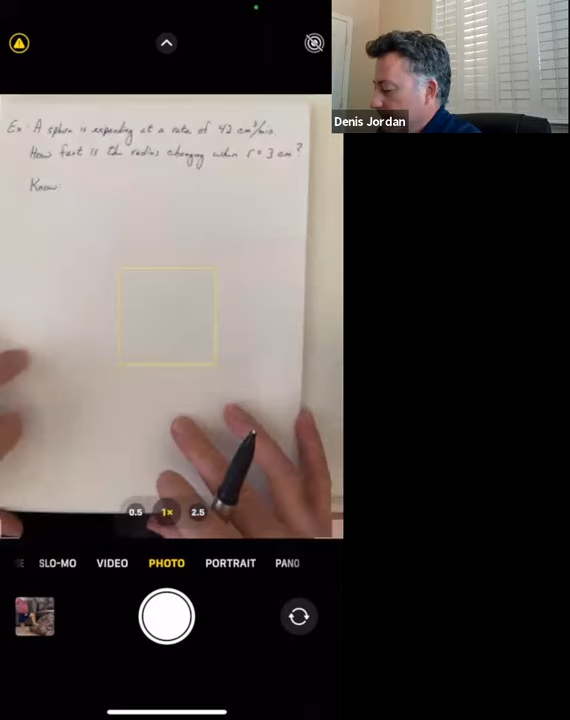 Denis Jordan
Ex: A sphere is expanding at a rate of 42 cm³/min.
How fast is the radius changing when r = 3 cm?
Know:
0.5 1× 2.5
SLO-MO VIDEO PHOTO PORTRAIT PANO